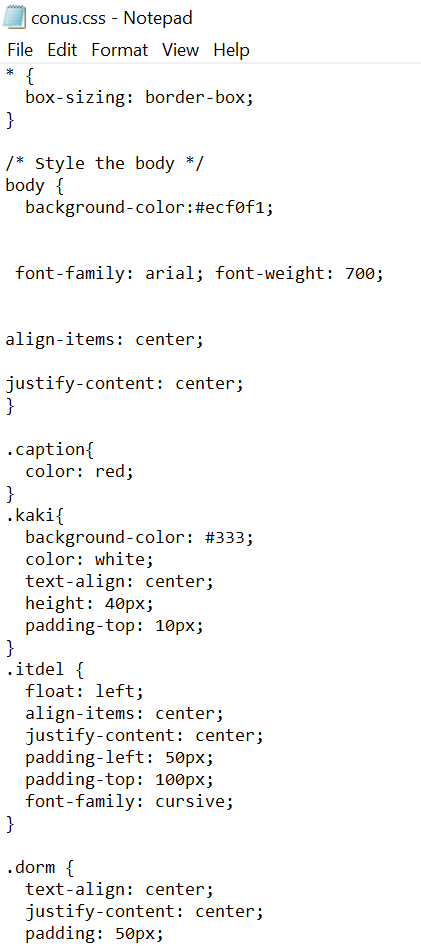 conus.css - Notepad
File Edit Format View Help
* {
  box-sizing: border-box;
}
/* Style the body */
body {
  background-color:#ecf0f1;
 font-family: arial; font-weight: 700;
align-items: center;
justify-content: center;
}
.caption{
  color: red;
}
.kaki{
  background-color: #333;
  color: white;
  text-align: center;
  height: 40px;
  padding-top: 10px;
}
.itdel {
  float: left;
  align-items: center;
  justify-content: center;
  padding-left: 50px;
  padding-top: 100px;
  font-family: cursive;
}
.dorm {
  text-align: center;
  justify-content: center;
  padding: 50px;